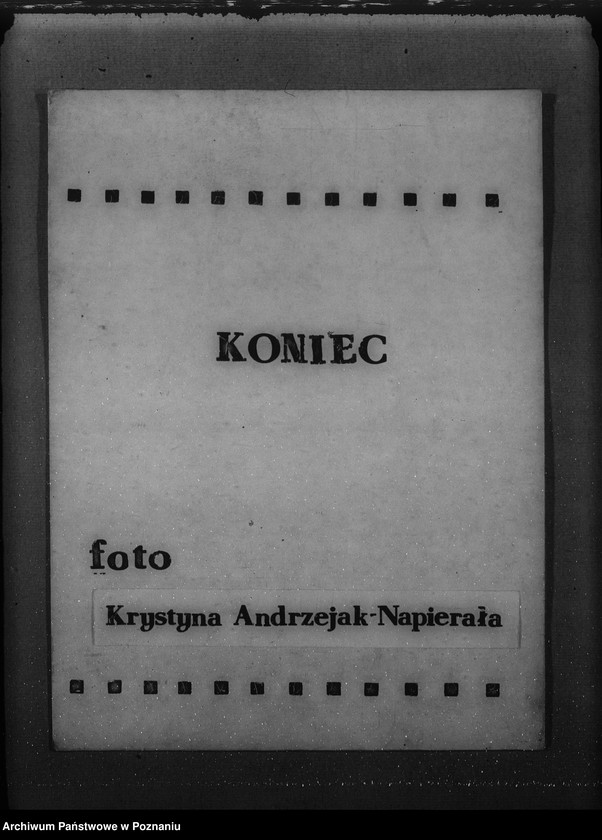 KONIEC
foto
Krystyna Andrzejak-Napierała
Archiwum Państwowe w Poznaniu